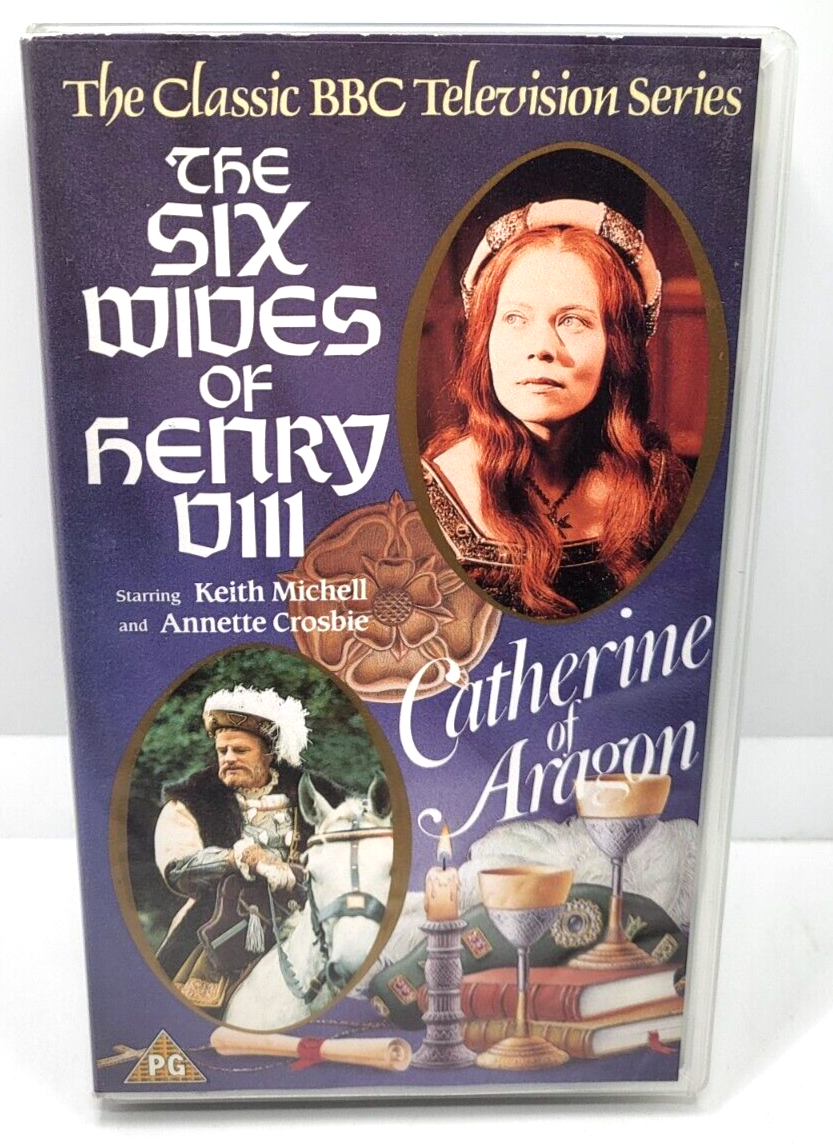 The Classic BBC Television Series
THE
SIX
WIVES
OF
HENRY
VIII
Starring Keith Michell
and Annette Crosbie
Catherine
of
Aragon
PG